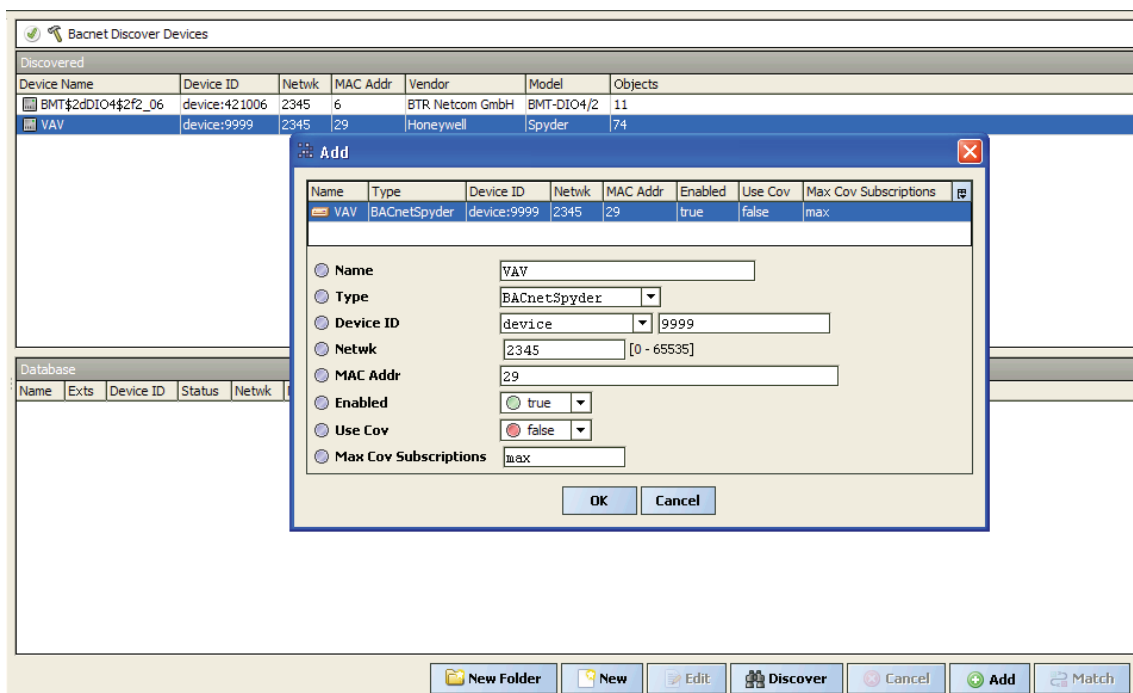 Bacnet Discover Devices
Discovered
Device Name Device ID Netwk MAC Addr Vendor Model Objects
BMT$2dDIO4$2f2_06 device:421006 2345 6 BTR Netcom GmbH BMT-DIO4/2 11
VAV device:9999 2345 29 Honeywell Spyder 74
Add
Name Type Device ID Netwk MAC Addr Enabled Use Cov Max Cov Subscriptions
VAV BACnetSpyder device:9999 2345 29 true false max
Name VAV
Type BACnetSpyder
Device ID device 9999
Netwk 2345 [0 - 65535]
MAC Addr 29
Enabled true
Use Cov false
Max Cov Subscriptions max
OK Cancel
Database
Name Exts Device ID Status Netwk
New Folder New Edit Discover Cancel Add Match